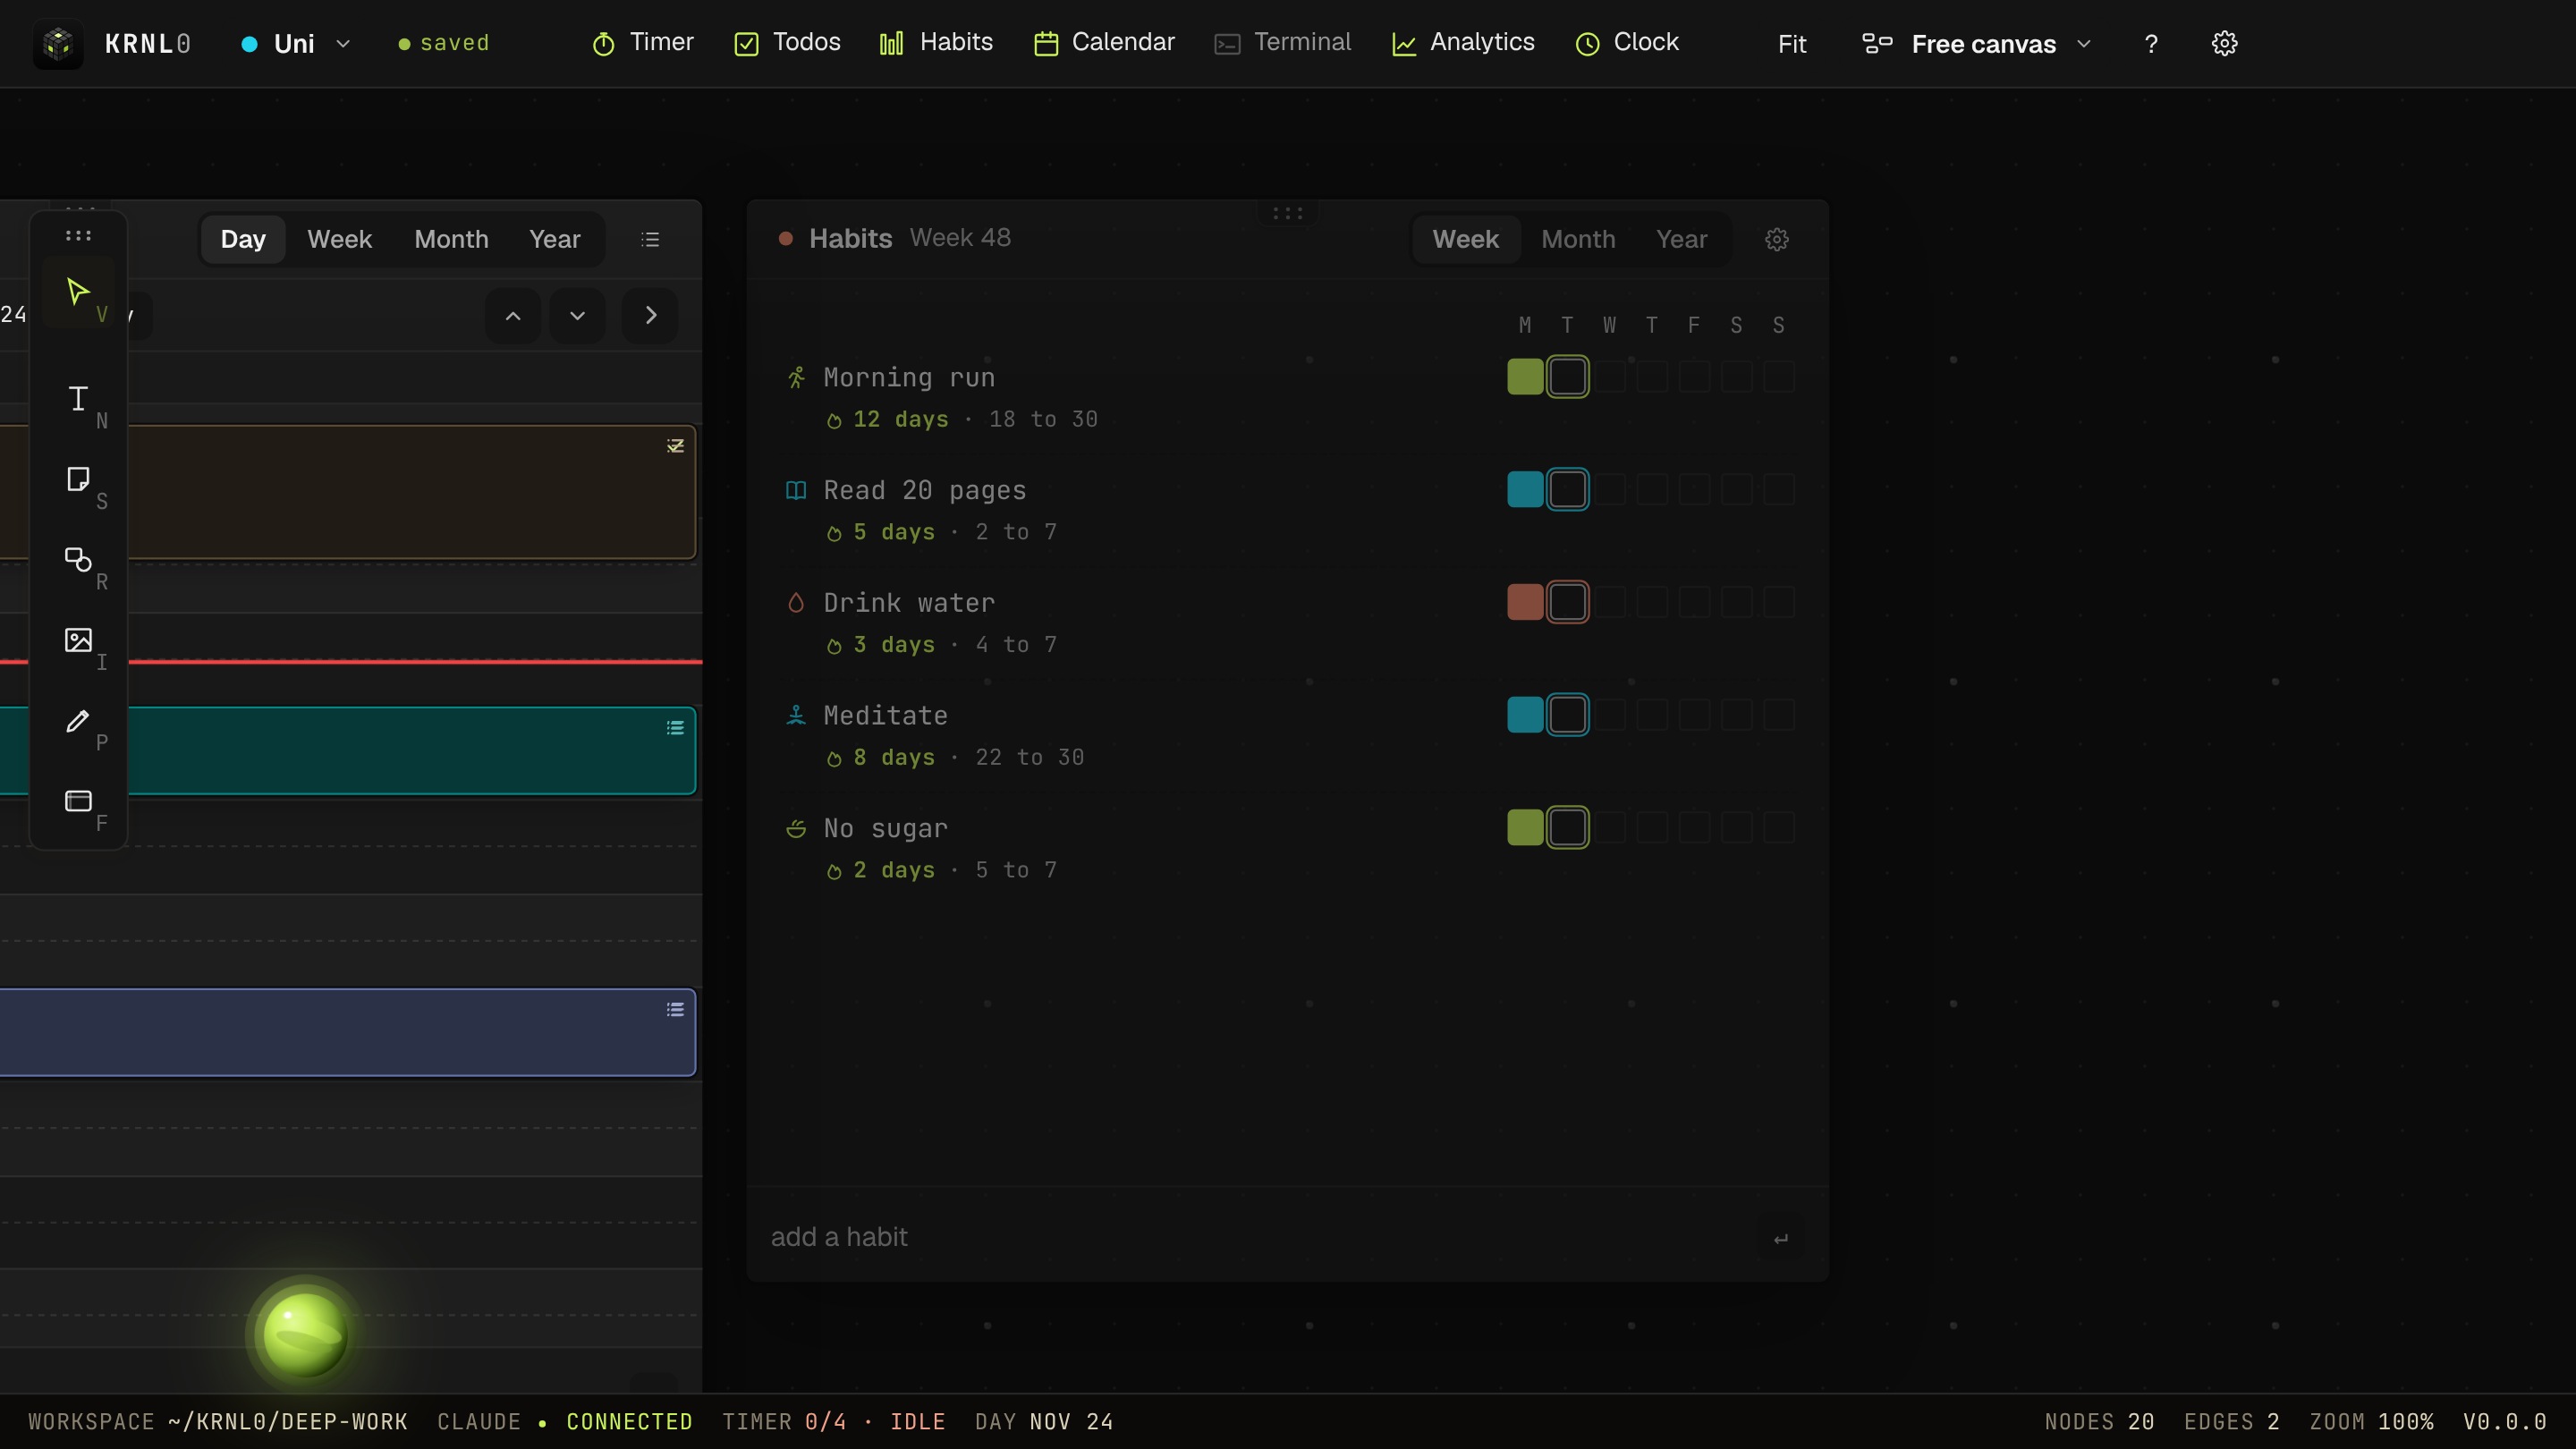 KRNL0 Uni saved Timer Todos Habits Calendar Terminal Analytics Clock Fit Free canvas ?
Day Week Month Year
24
V
N
S
R
I
P
F
Habits Week 48 Week Month Year
M T W T F S S
Morning run
12 days · 18 to 30
Read 20 pages
5 days · 2 to 7
Drink water
3 days · 4 to 7
Meditate
8 days · 22 to 30
No sugar
2 days · 5 to 7
add a habit
WORKSPACE ~/KRNL0/DEEP-WORK CLAUDE • CONNECTED TIMER 0/4 · IDLE DAY NOV 24 NODES 20 EDGES 2 ZOOM 100% V0.0.0